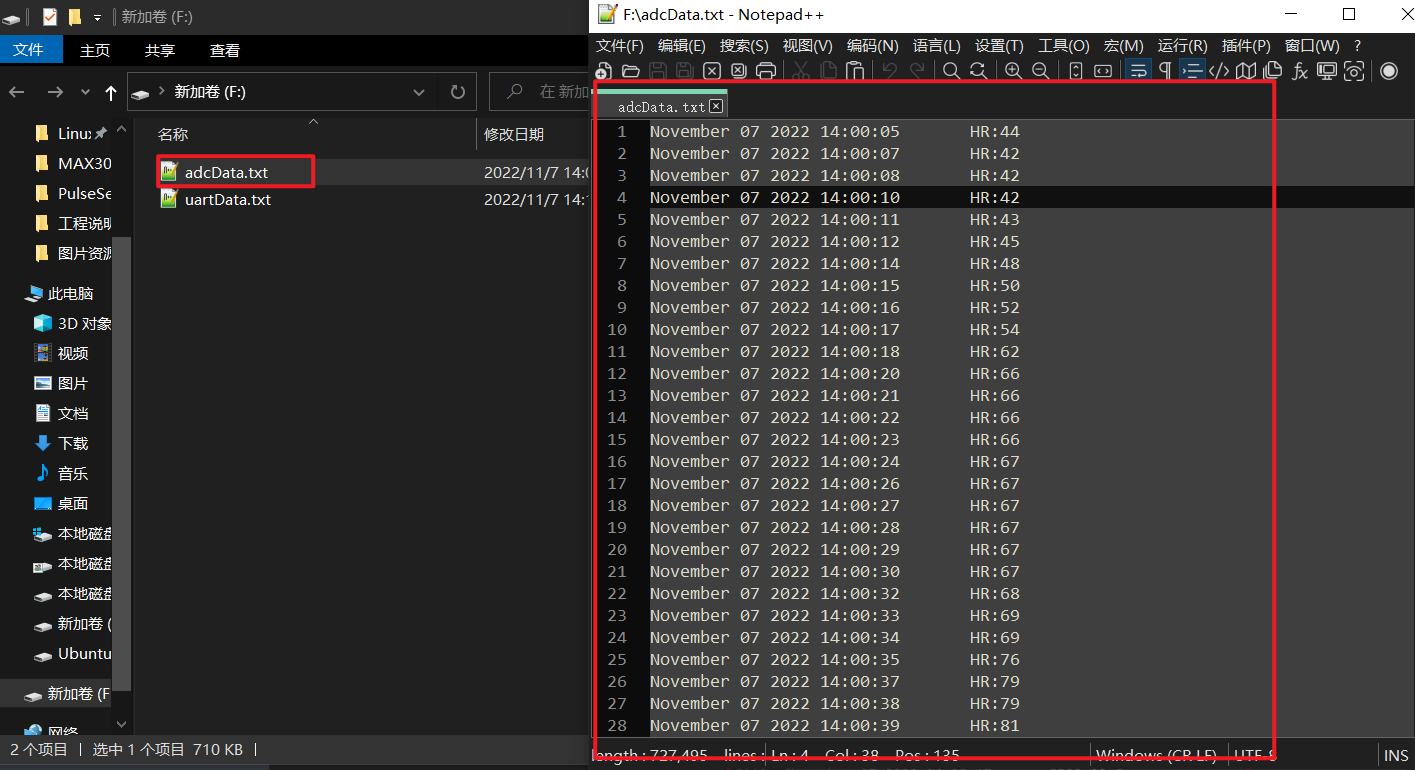 新加卷 (F:)
文件 主页 共享 查看
新加卷 (F:)
在 新加
Linux
MAX30
PulseSe
工程说明
图片资源
此电脑
3D 对象
视频
图片
文档
下载
音乐
桌面
本地磁盘
本地磁盘
本地磁盘
新加卷 (
Ubuntu
新加卷 (F
网络
名称 修改日期
adcData.txt 2022/11/7 14:0
uartData.txt 2022/11/7 14:1
2 个项目 选中 1 个项目 710 KB
F:\adcData.txt - Notepad++
文件(F) 编辑(E) 搜索(S) 视图(V) 编码(N) 语言(L) 设置(T) 工具(O) 宏(M) 运行(R) 插件(P) 窗口(W) ?
adcData.txt
1 November 07 2022 14:00:05 HR:44
2 November 07 2022 14:00:07 HR:42
3 November 07 2022 14:00:08 HR:42
4 November 07 2022 14:00:10 HR:42
5 November 07 2022 14:00:11 HR:43
6 November 07 2022 14:00:12 HR:45
7 November 07 2022 14:00:14 HR:48
8 November 07 2022 14:00:15 HR:50
9 November 07 2022 14:00:16 HR:52
10 November 07 2022 14:00:17 HR:54
11 November 07 2022 14:00:18 HR:62
12 November 07 2022 14:00:20 HR:66
13 November 07 2022 14:00:21 HR:66
14 November 07 2022 14:00:22 HR:66
15 November 07 2022 14:00:23 HR:66
16 November 07 2022 14:00:24 HR:67
17 November 07 2022 14:00:26 HR:67
18 November 07 2022 14:00:27 HR:67
19 November 07 2022 14:00:28 HR:67
20 November 07 2022 14:00:29 HR:67
21 November 07 2022 14:00:30 HR:67
22 November 07 2022 14:00:32 HR:68
23 November 07 2022 14:00:33 HR:69
24 November 07 2022 14:00:34 HR:69
25 November 07 2022 14:00:35 HR:76
26 November 07 2022 14:00:37 HR:79
27 November 07 2022 14:00:38 HR:79
28 November 07 2022 14:00:39 HR:81
length : 727,495 lines : Ln : 4 Col : 38 Pos : 135 Windows (CR LF) UTF-8 INS